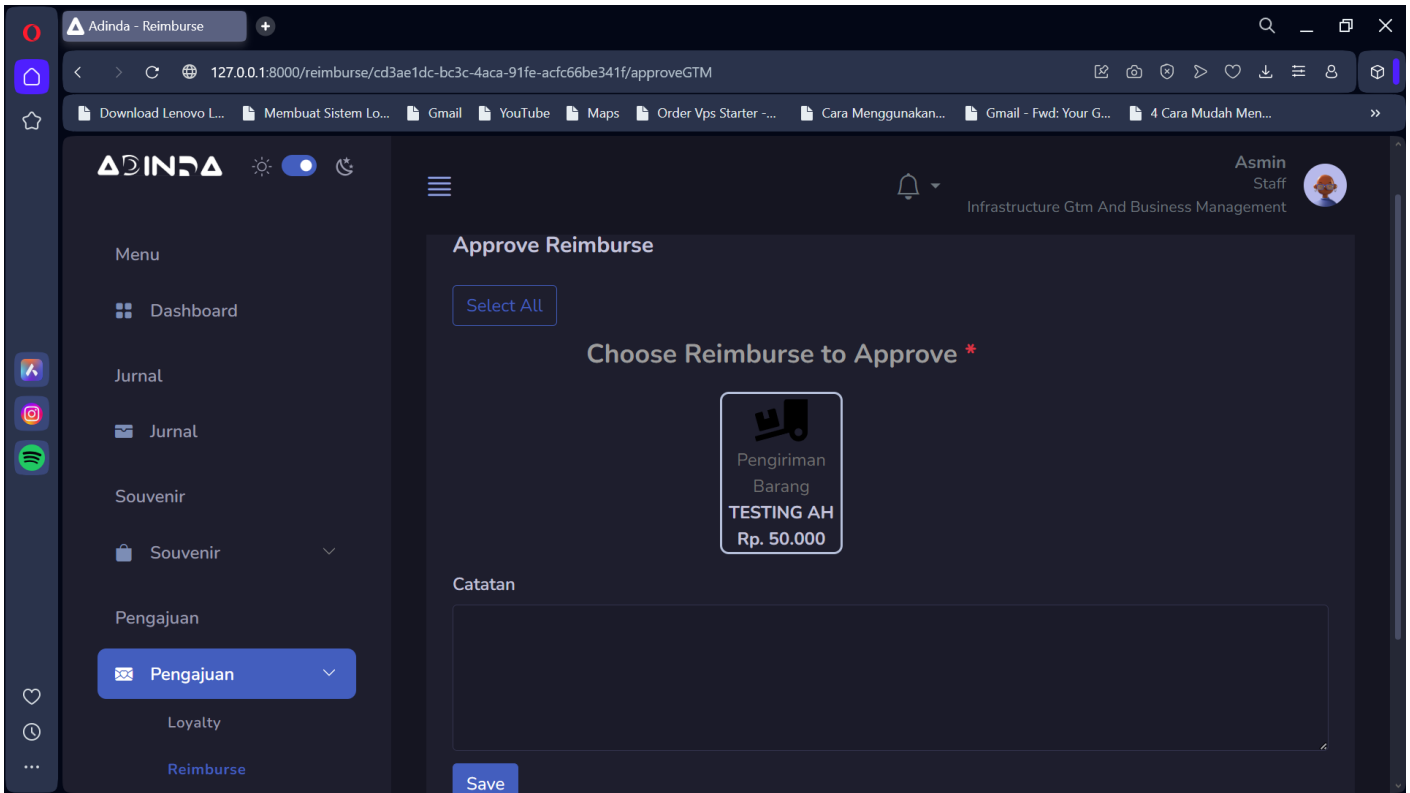 Adinda - Reimburse
127.0.0.1:8000/reimburse/cd3ae1dc-bc3c-4aca-91fe-acfc66be341f/approveGTM
Download Lenovo L... Membuat Sistem Lo... Gmail YouTube Maps Order Vps Starter -... Cara Menggunakan... Gmail - Fwd: Your G... 4 Cara Mudah Men...
ADINDA
Asmin
Staff
Infrastructure Gtm And Business Management
Menu
Dashboard
Jurnal
Jurnal
Souvenir
Souvenir
Pengajuan
Pengajuan
Loyalty
Reimburse
Approve Reimburse
Select All
Choose Reimburse to Approve *
Pengiriman
Barang
TESTING AH
Rp. 50.000
Catatan
Save